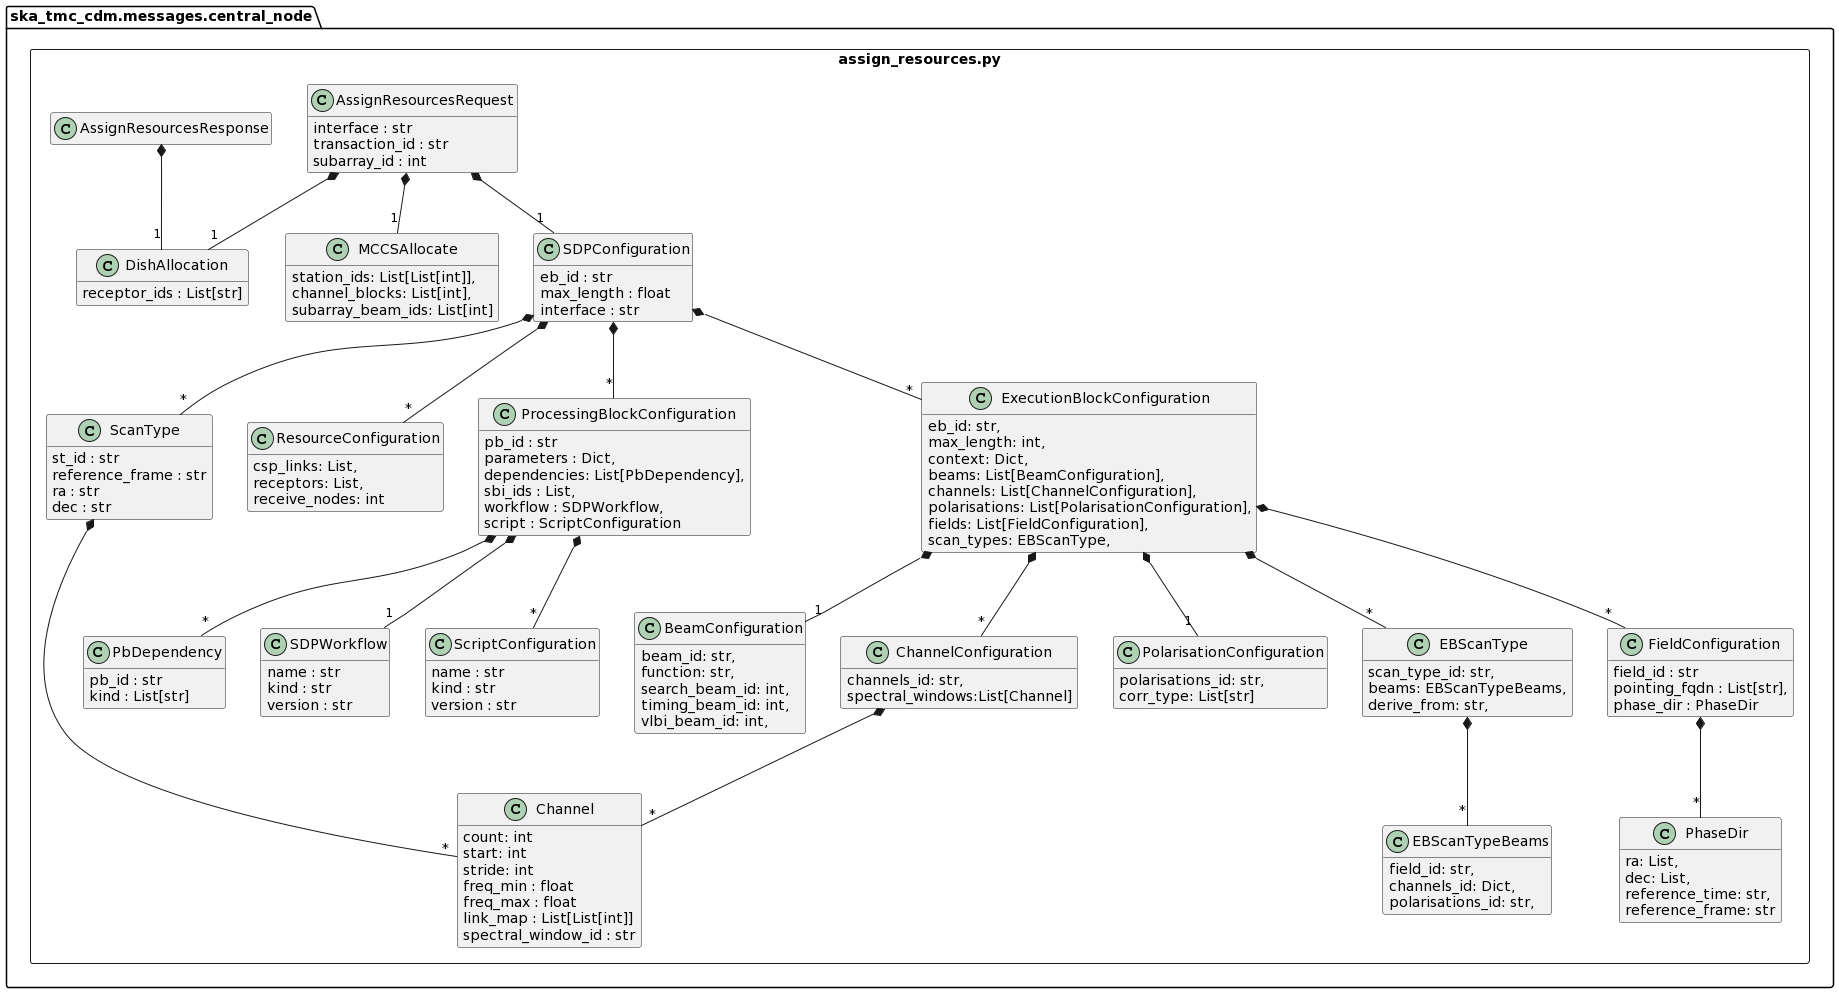 ska_tmc_cdm.messages.central_node
assign_resources.py
C AssignResourcesResponse
C AssignResourcesRequest
interface : str
transaction_id : str
subarray_id : int
1
1
1
1
C DishAllocation
receptor_ids : List[str]
C MCCSAllocate
station_ids: List[List[int]],
channel_blocks: List[int],
subarray_beam_ids: List[int]
C SDPConfiguration
eb_id : str
max_length : float
interface : str
*
*
*
*
C ScanType
st_id : str
reference_frame : str
ra : str
dec : str
C ResourceConfiguration
csp_links: List,
receptors: List,
receive_nodes: int
C ProcessingBlockConfiguration
pb_id : str
parameters : Dict,
dependencies: List[PbDependency],
sbi_ids : List,
workflow : SDPWorkflow,
script : ScriptConfiguration
C ExecutionBlockConfiguration
eb_id: str,
max_length: int,
context: Dict,
beams: List[BeamConfiguration],
channels: List[ChannelConfiguration],
polarisations: List[PolarisationConfiguration],
fields: List[FieldConfiguration],
scan_types: EBScanType,
*
1
*
1
*
1
*
*
C PbDependency
pb_id : str
kind : List[str]
C SDPWorkflow
name : str
kind : str
version : str
C ScriptConfiguration
name : str
kind : str
version : str
C BeamConfiguration
beam_id: str,
function: str,
search_beam_id: int,
timing_beam_id: int,
vlbi_beam_id: int,
C ChannelConfiguration
channels_id: str,
spectral_windows:List[Channel]
C PolarisationConfiguration
polarisations_id: str,
corr_type: List[str]
C EBScanType
scan_type_id: str,
beams: EBScanTypeBeams,
derive_from: str,
C FieldConfiguration
field_id : str
pointing_fqdn : List[str],
phase_dir : PhaseDir
*
*
*
*
C Channel
count: int
start: int
stride: int
freq_min : float
freq_max : float
link_map : List[List[int]]
spectral_window_id : str
C EBScanTypeBeams
field_id: str,
channels_id: Dict,
polarisations_id: str,
C PhaseDir
ra: List,
dec: List,
reference_time: str,
reference_frame: str